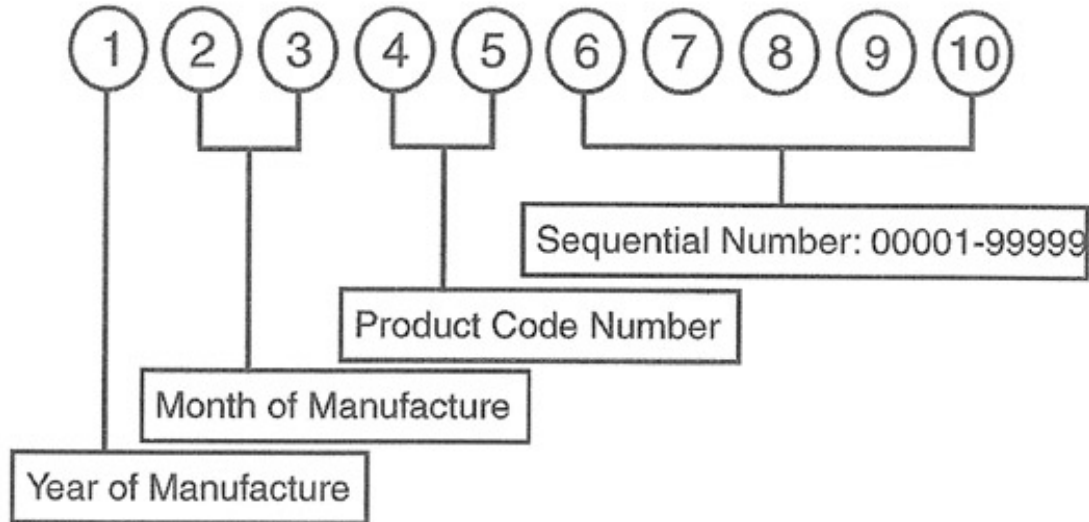 1 2 3 4 5 6 7 8 9 10
Sequential Number: 00001-99999
Product Code Number
Month of Manufacture
Year of Manufacture